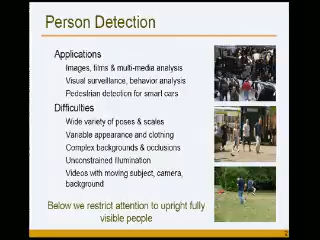 Person Detection
Applications
Images, films & multi-media analysis
Visual surveillance, behavior analysis
Pedestrian detection for smart cars
Difficulties
Wide variety of poses & scales
Variable appearance and clothing
Complex backgrounds & occlusions
Unconstrained Illumination
Videos with moving subject, camera,
background
Below we restrict attention to upright fully
visible people
2